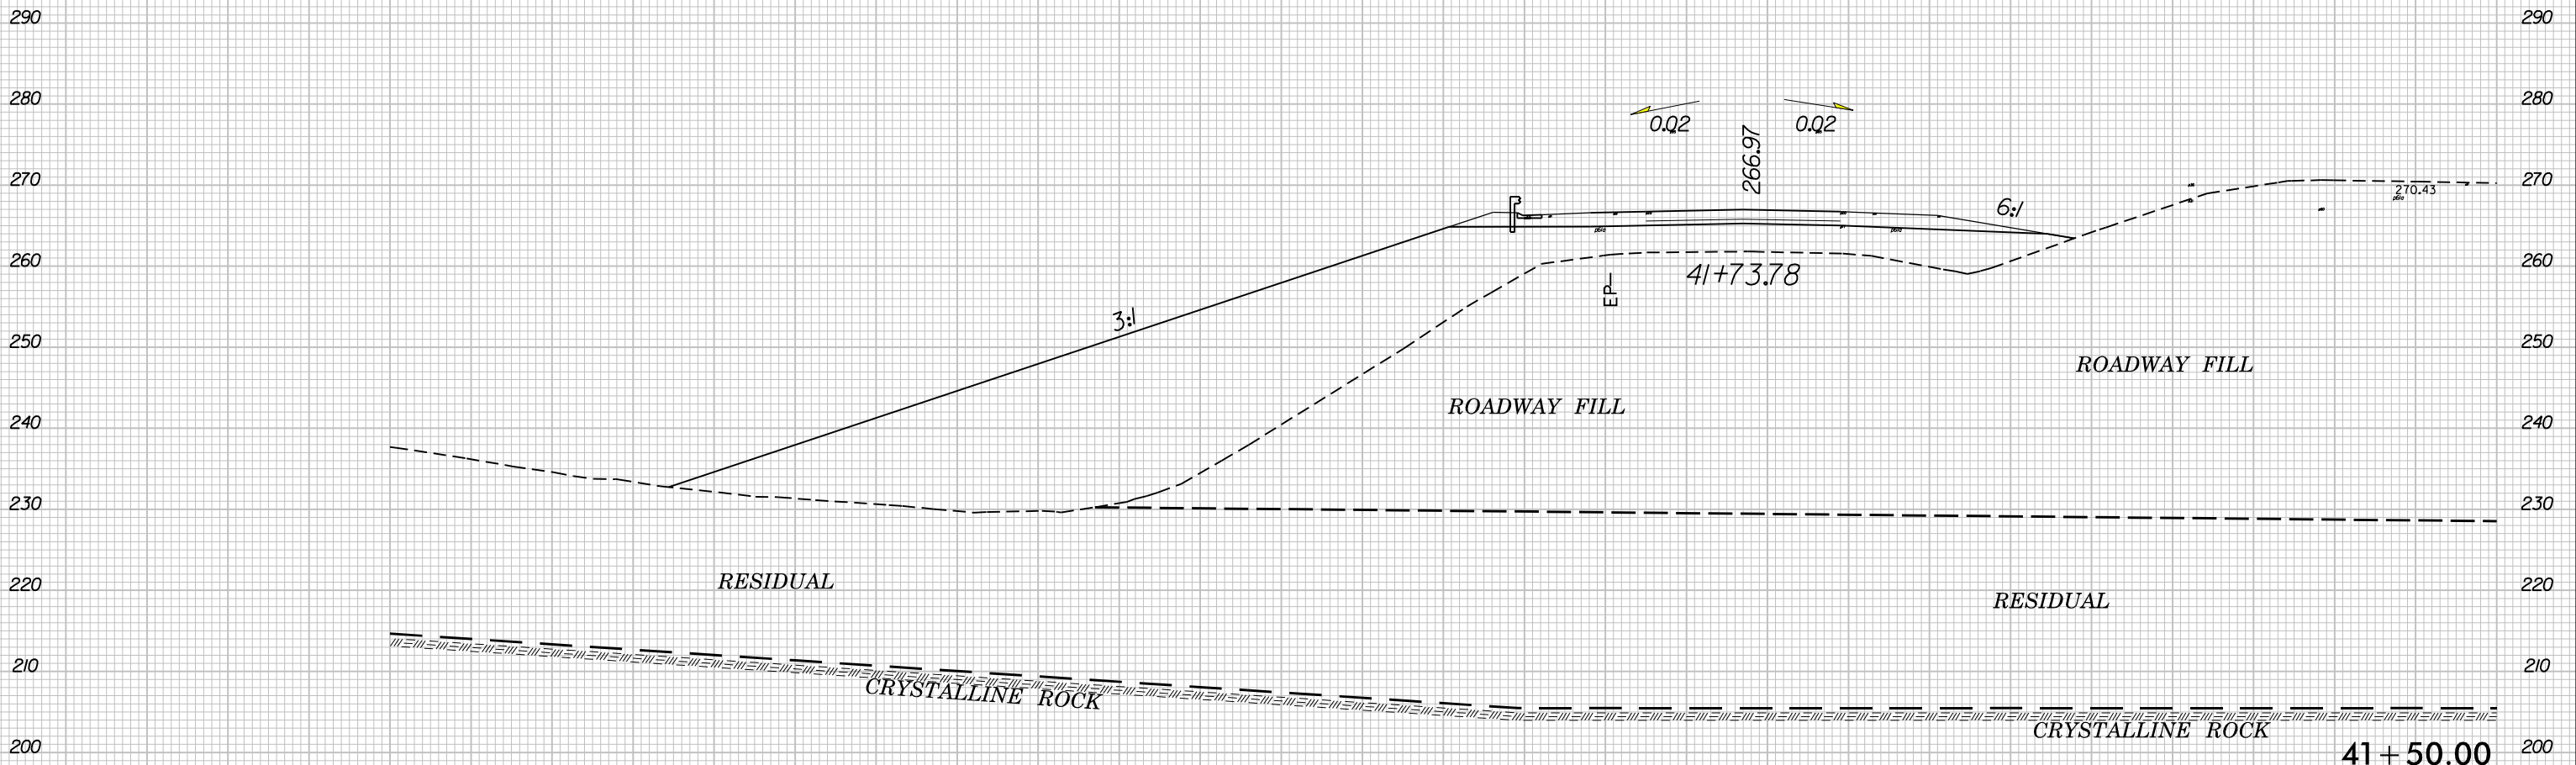 290 290
280 280
0.02 0.02
266.97
270 270
270.43
6:1
260 260
41+73.78
EP
3:1
250 250
ROADWAY FILL
ROADWAY FILL
240 240
230 230
220 220
RESIDUAL
RESIDUAL
210 210
CRYSTALLINE ROCK
CRYSTALLINE ROCK
200 200
41+50.00